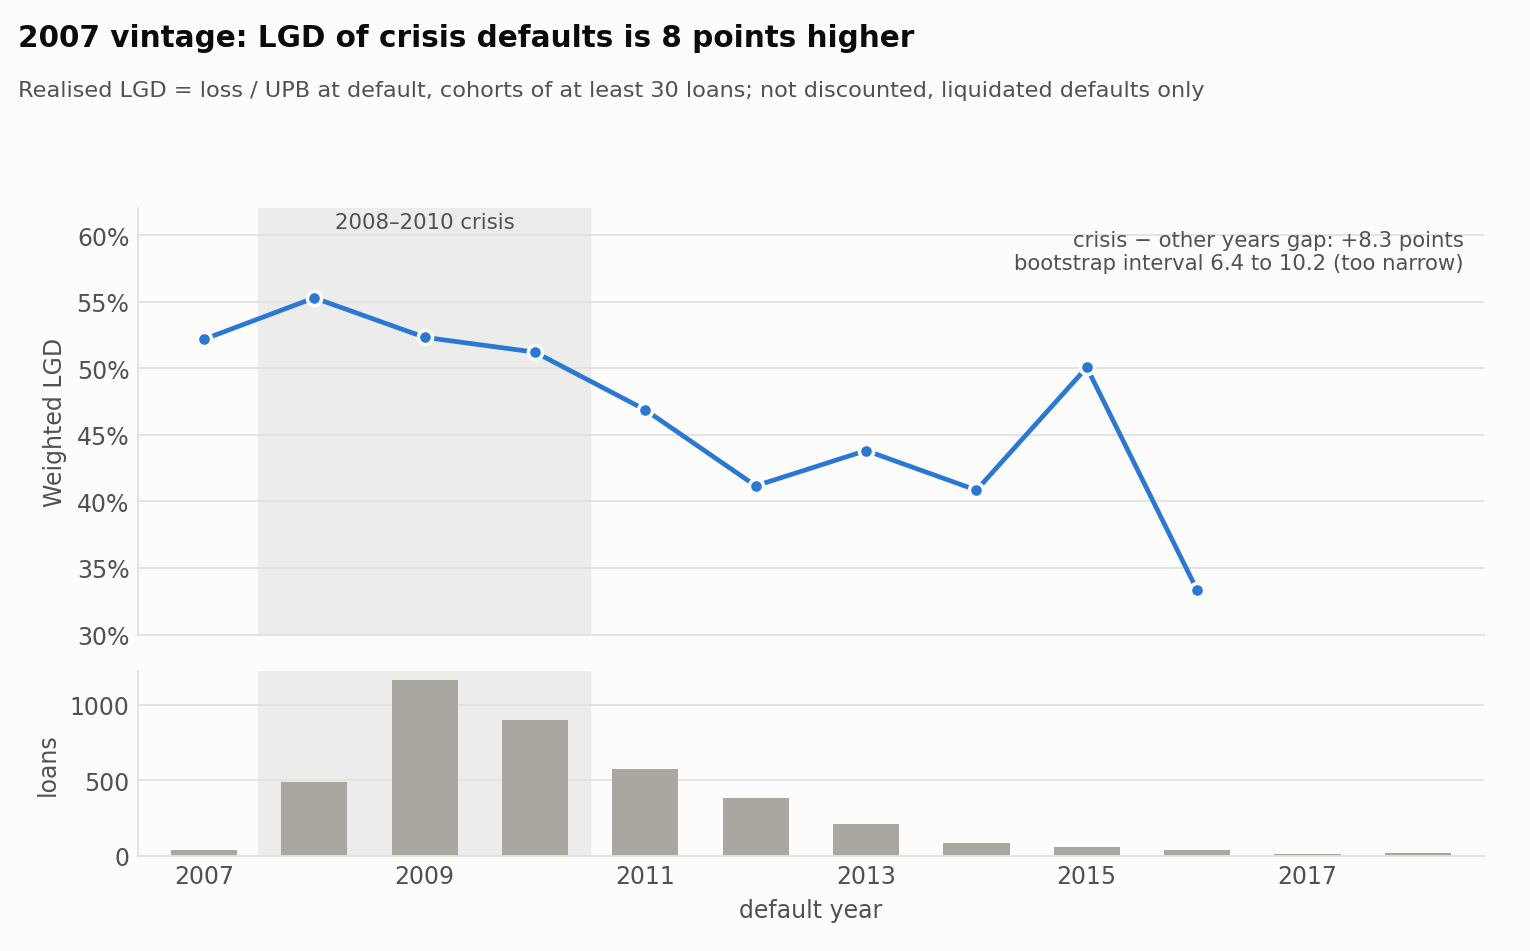 2007 vintage: LGD of crisis defaults is 8 points higher
Realised LGD = loss / UPB at default, cohorts of at least 30 loans; not discounted, liquidated defaults only
2008–2010 crisis
crisis − other years gap: +8.3 points
bootstrap interval 6.4 to 10.2 (too narrow)
Weighted LGD
60%
55%
50%
45%
40%
35%
30%
loans
1000
500
0
2007 2009 2011 2013 2015 2017
default year